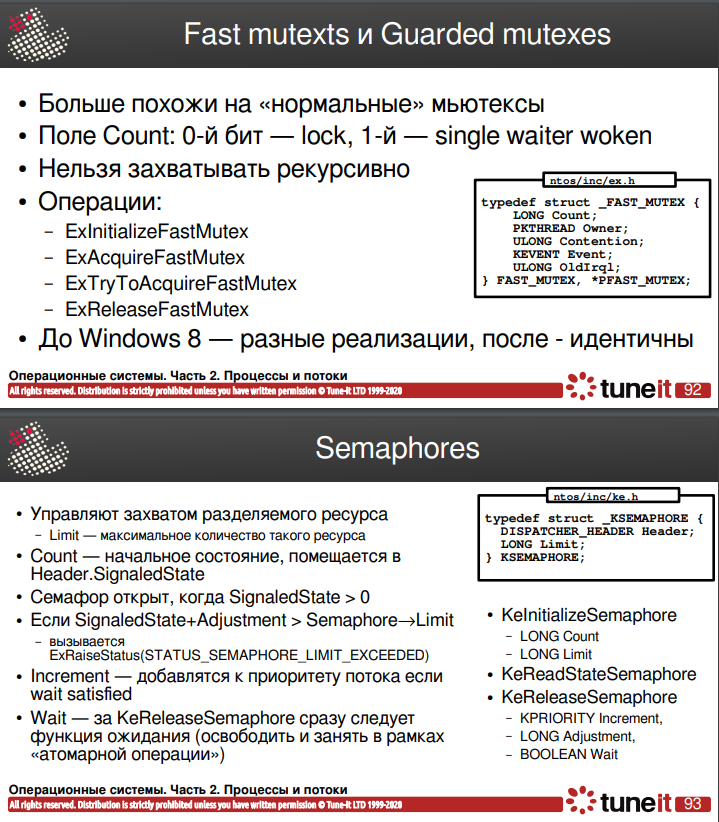 Fast mutexts и Guarded mutexes
• Больше похожи на «нормальные» мьютексы
• Поле Count: 0-й бит — lock, 1-й — single waiter woken
• Нельзя захватывать рекурсивно
• Операции:
– ExInitializeFastMutex
– ExAcquireFastMutex
– ExTryToAcquireFastMutex
– ExReleaseFastMutex
• До Windows 8 — разные реализации, после - идентичны
ntos/inc/ex.h
typedef struct _FAST_MUTEX {
LONG Count;
PKTHREAD Owner;
ULONG Contention;
KEVENT Event;
ULONG OldIrql;
} FAST_MUTEX, *PFAST_MUTEX;
Операционные системы. Часть 2. Процессы и потоки
All rights reserved. Distribution is strictly prohibited unless you have written permission © Tune-it LTD 1999-2020
tuneit 92
Semaphores
• Управляют захватом разделяемого ресурса
– Limit — максимальное количество такого ресурса
• Count — начальное состояние, помещается в
Header.SignaledState
• Семафор открыт, когда SignaledState > 0
• Если SignaledState+Adjustment > Semaphore→Limit
– вызывается
ExRaiseStatus(STATUS_SEMAPHORE_LIMIT_EXCEEDED)
• Increment — добавлятся к приоритету потока если
wait satisfied
• Wait — за KeReleaseSemaphore сразу следует
функция ожидания (освободить и занять в рамках
«атомарной операции»)
ntos/inc/ke.h
typedef struct _KSEMAPHORE {
DISPATCHER_HEADER Header;
LONG Limit;
} KSEMAPHORE;
• KeInitializeSemaphore
– LONG Count
– LONG Limit
• KeReadStateSemaphore
• KeReleaseSemaphore
– KPRIORITY Increment,
– LONG Adjustment,
– BOOLEAN Wait
Операционные системы. Часть 2. Процессы и потоки
All rights reserved. Distribution is strictly prohibited unless you have written permission © Tune-it LTD 1999-2020
tuneit 93